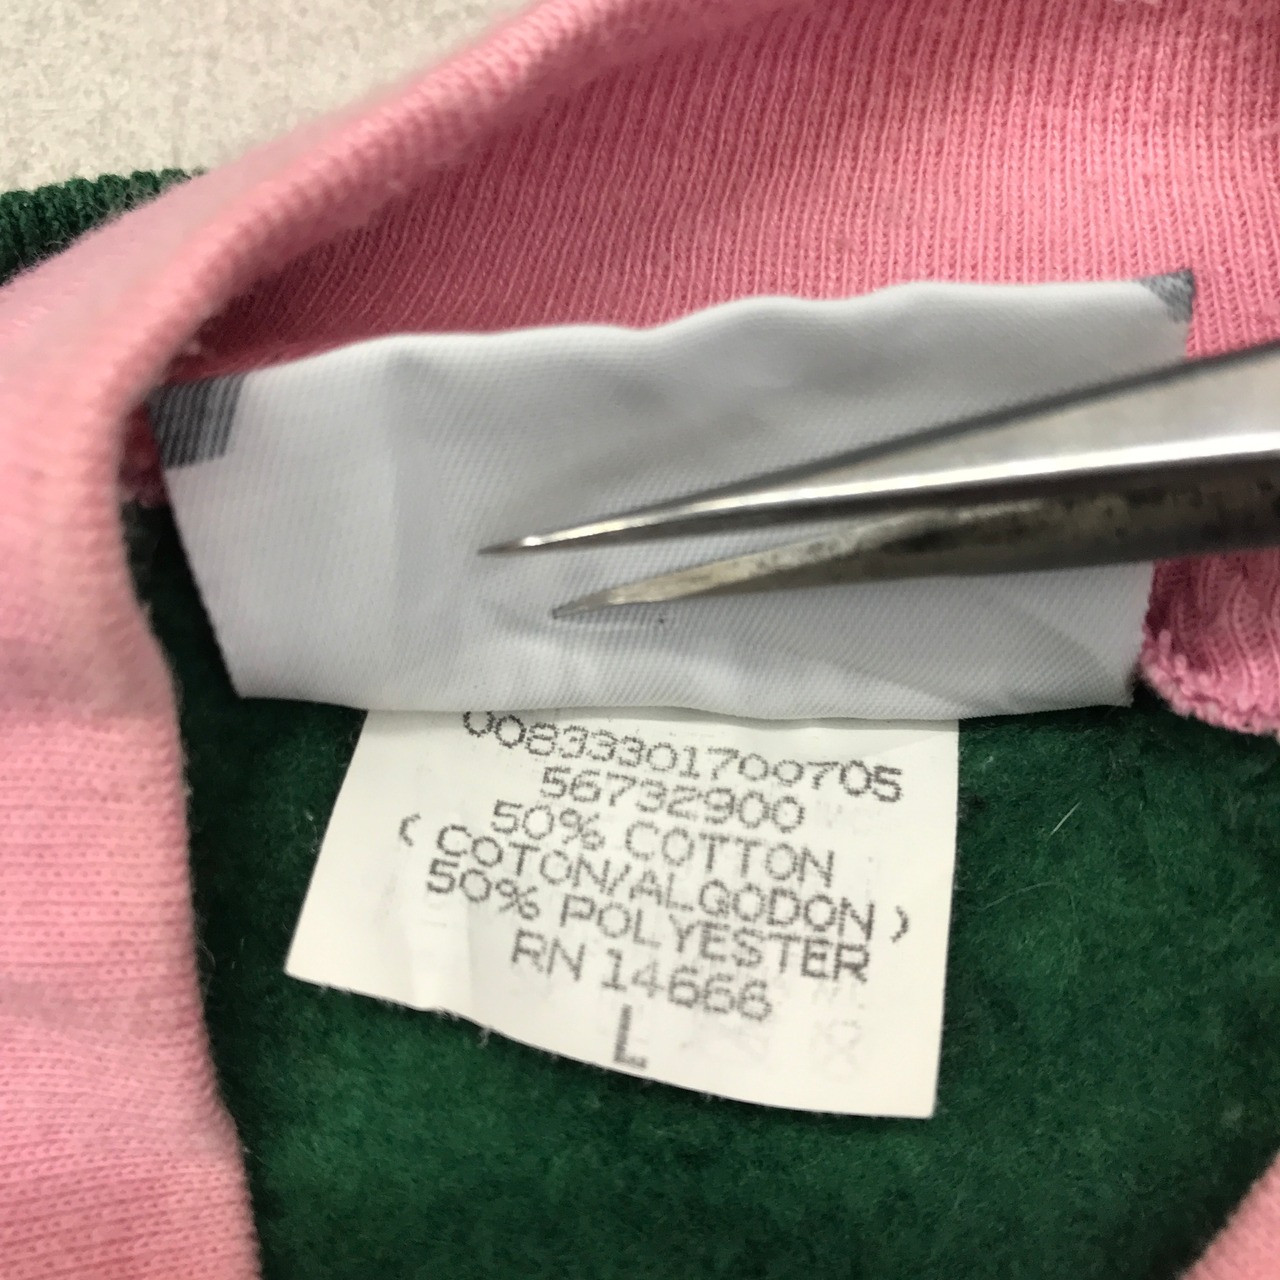 00833301700705
56732900
50% COTTON
( COTON/ALGODON )
50% POLYESTER
RN 14666
L